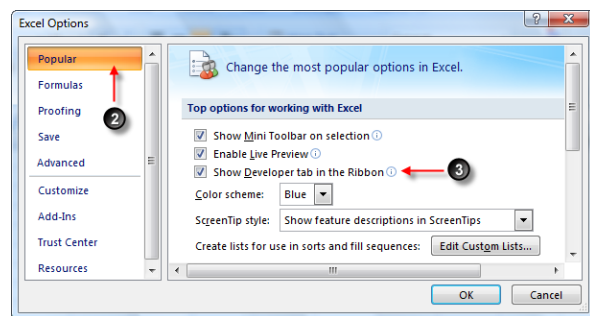 Excel Options
Popular
Formulas
Proofing
Save
Advanced
Customize
Add-Ins
Trust Center
Resources
2
Change the most popular options in Excel.
Top options for working with Excel
Show Mini Toolbar on selection
Enable Live Preview
Show Developer tab in the Ribbon
3
Color scheme: Blue
ScreenTip style: Show feature descriptions in ScreenTips
Create lists for use in sorts and fill sequences: Edit Custom Lists...
OK Cancel